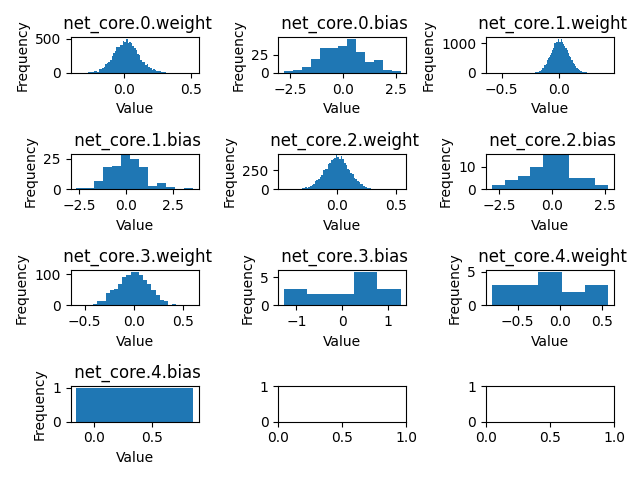 net_core.0.weight
Frequency
500
0
0.0 0.5
Value
net_core.0.bias
Frequency
25
0
−2.5 0.0 2.5
Value
net_core.1.weight
Frequency
1000
0
−0.5 0.0
Value
net_core.1.bias
Frequency
25
0
−2.5 0.0 2.5
Value
net_core.2.weight
Frequency
250
0
0.0 0.5
Value
net_core.2.bias
Frequency
10
0
−2.5 0.0 2.5
Value
net_core.3.weight
Frequency
100
0
−0.5 0.0 0.5
Value
net_core.3.bias
Frequency
5
0
−1 0 1
Value
net_core.4.weight
Frequency
5
0
−0.5 0.0 0.5
Value
net_core.4.bias
Frequency
1
0
0.0 0.5
Value
1
0
0.0 0.5 1.0
1
0
0.0 0.5 1.0